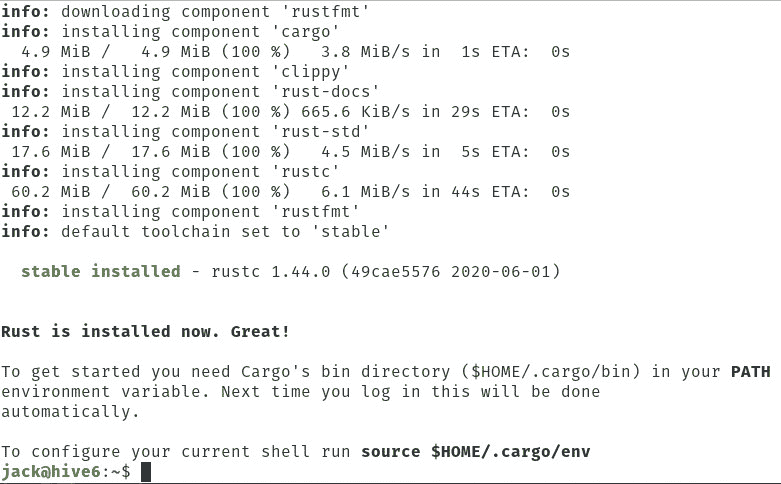 info: downloading component 'rustfmt'
info: installing component 'cargo'
  4.9 MiB /   4.9 MiB (100 %)   3.8 MiB/s in  1s ETA:  0s
info: installing component 'clippy'
info: installing component 'rust-docs'
 12.2 MiB /  12.2 MiB (100 %) 665.6 KiB/s in 29s ETA:  0s
info: installing component 'rust-std'
 17.6 MiB /  17.6 MiB (100 %)   4.5 MiB/s in  5s ETA:  0s
info: installing component 'rustc'
 60.2 MiB /  60.2 MiB (100 %)   6.1 MiB/s in 44s ETA:  0s
info: installing component 'rustfmt'
info: default toolchain set to 'stable'
  stable installed - rustc 1.44.0 (49cae5576 2020-06-01)
Rust is installed now. Great!
To get started you need Cargo's bin directory ($HOME/.cargo/bin) in your PATH
environment variable. Next time you log in this will be done
automatically.
To configure your current shell run source $HOME/.cargo/env
jack@hive6:~$